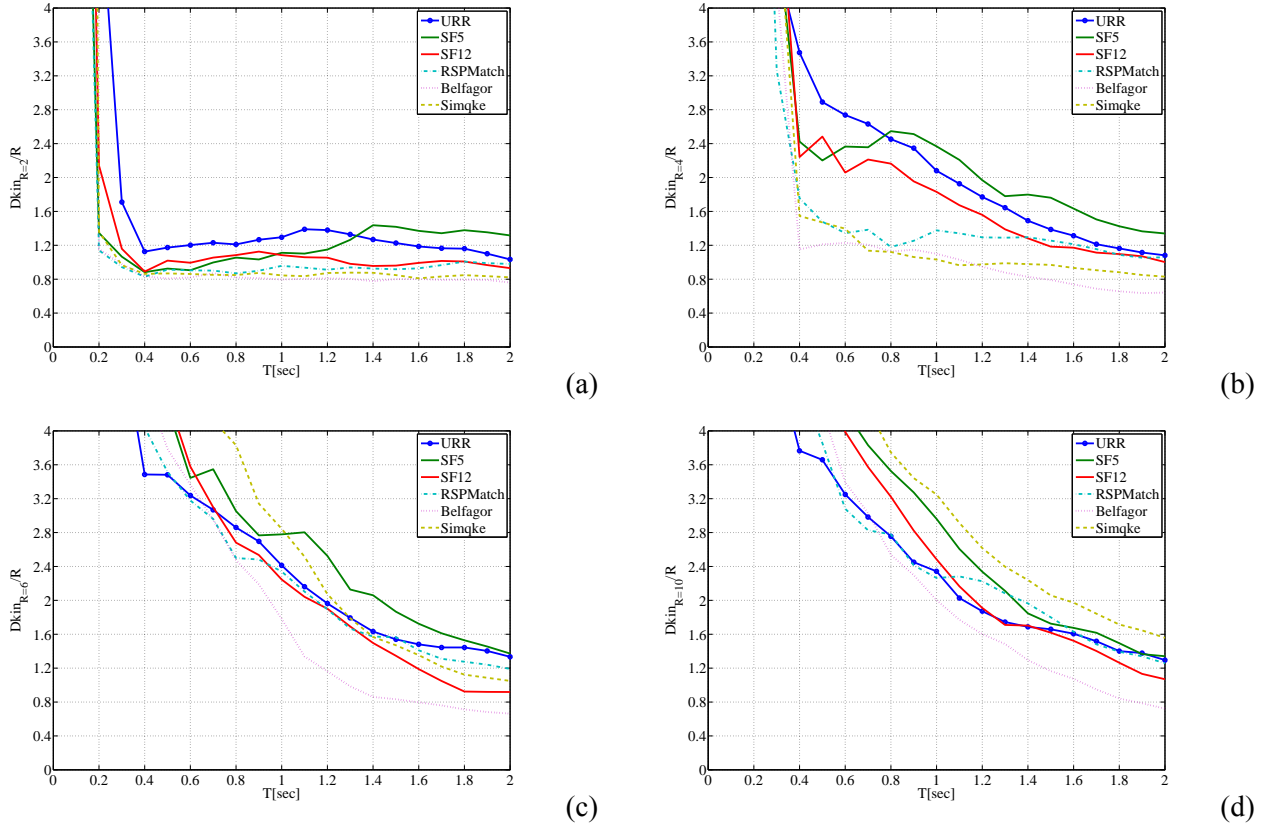 Dkin_{R=2}/R
4
3.6
3.2
2.8
2.4
2
1.6
1.2
0.8
0.4
0
0 0.2 0.4 0.6 0.8 1 1.2 1.4 1.6 1.8 2
T[sec]
URR
SF5
SF12
RSPMatch
Belfagor
Simqke
(a)
Dkin_{R=4}/R
4
3.6
3.2
2.8
2.4
2
1.6
1.2
0.8
0.4
0
0 0.2 0.4 0.6 0.8 1 1.2 1.4 1.6 1.8 2
T[sec]
URR
SF5
SF12
RSPMatch
Belfagor
Simqke
(b)
Dkin_{R=6}/R
4
3.6
3.2
2.8
2.4
2
1.6
1.2
0.8
0.4
0
0 0.2 0.4 0.6 0.8 1 1.2 1.4 1.6 1.8 2
T[sec]
URR
SF5
SF12
RSPMatch
Belfagor
Simqke
(c)
Dkin_{R=10}/R
4
3.6
3.2
2.8
2.4
2
1.6
1.2
0.8
0.4
0
0 0.2 0.4 0.6 0.8 1 1.2 1.4 1.6 1.8 2
T[sec]
URR
SF5
SF12
RSPMatch
Belfagor
Simqke
(d)